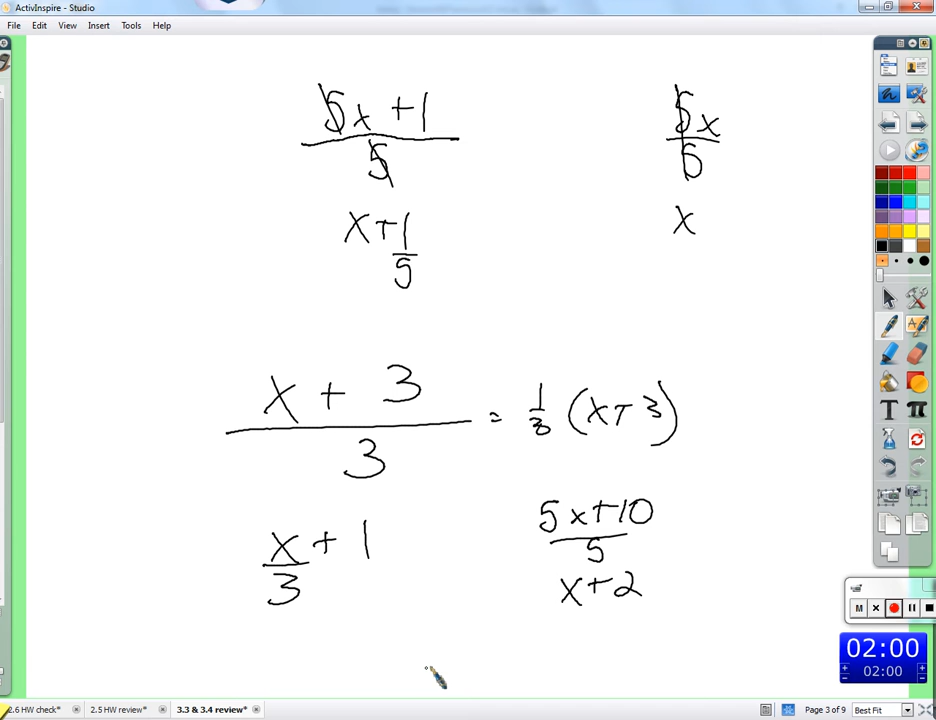 ActivInspire - Studio
File Edit View Insert Tools Help
5x + 1
5
x + 1
5
5x
5
x
x + 3
3
= 1/3 (x + 3)
x/3 + 1
5x + 10
5
x + 2
M
02:00
02:00
2.6 HW check*
2.5 HW review*
3.3 & 3.4 review*
Page 3 of 9
Best Fit